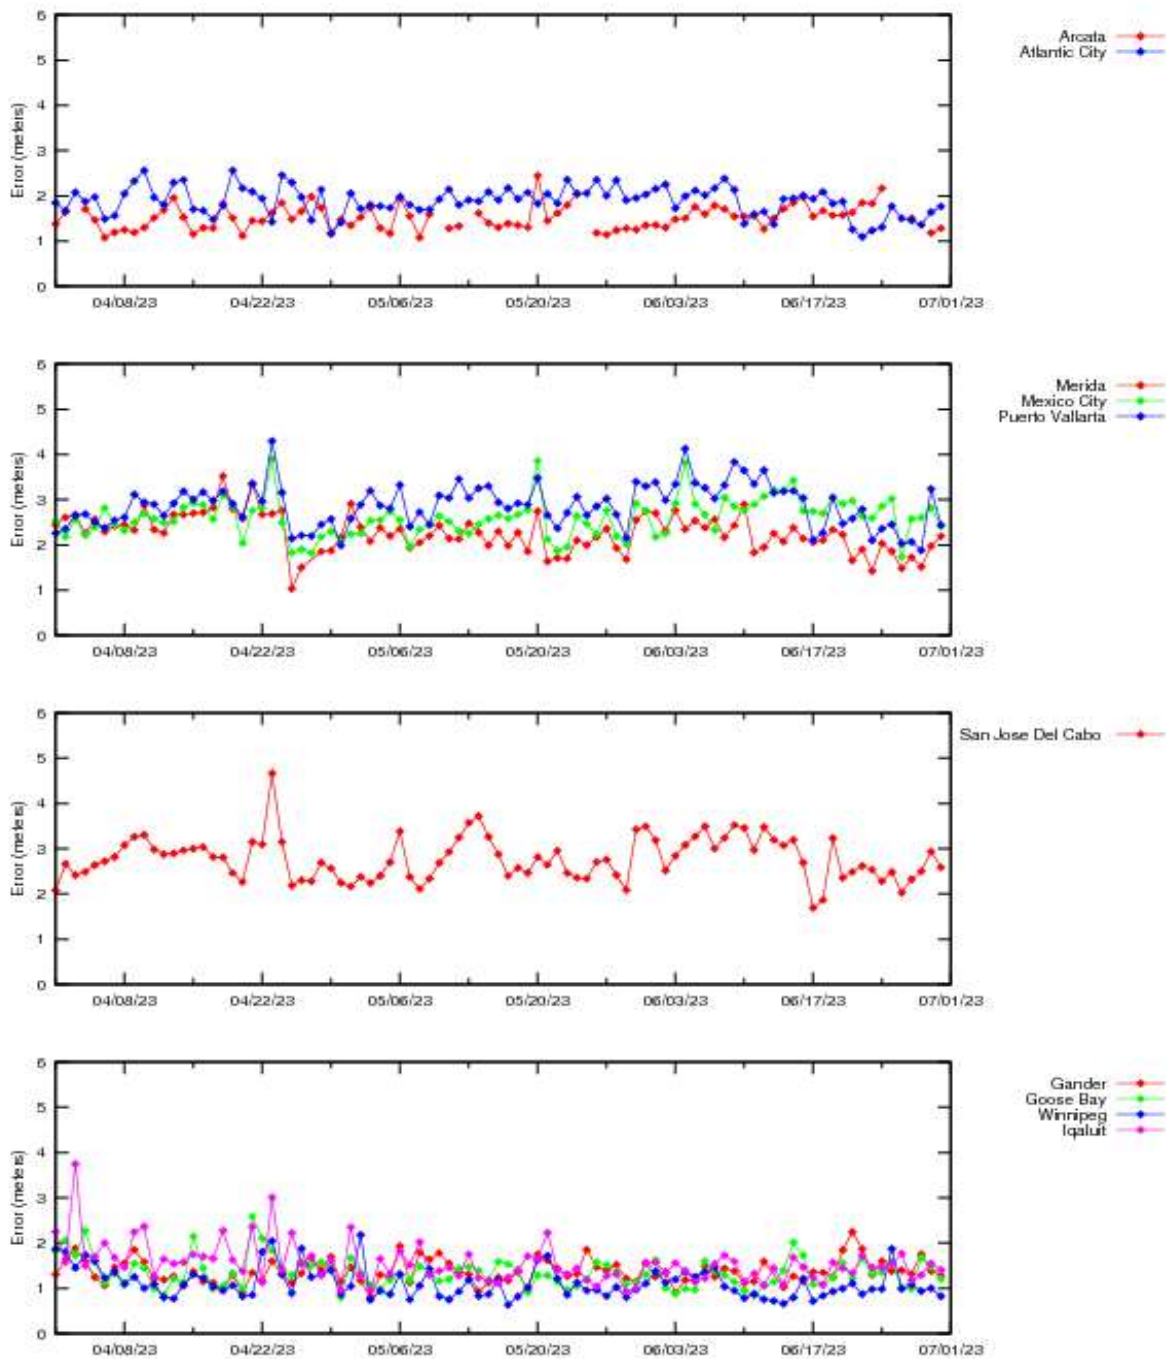 6
5
4
3
2
1
0
Error (meters)
04/08/23 04/22/23 05/06/23 05/20/23 06/03/23 06/17/23 07/01/23
Arcata
Atlantic City
6
5
4
3
2
1
0
Error (meters)
04/08/23 04/22/23 05/06/23 05/20/23 06/03/23 06/17/23 07/01/23
Merida
Mexico City
Puerto Vallarta
6
5
4
3
2
1
0
Error (meters)
04/08/23 04/22/23 05/06/23 05/20/23 06/03/23 06/17/23 07/01/23
San Jose Del Cabo
6
5
4
3
2
1
0
Error (meters)
04/08/23 04/22/23 05/06/23 05/20/23 06/03/23 06/17/23 07/01/23
Gander
Goose Bay
Winnipeg
Iqaluit